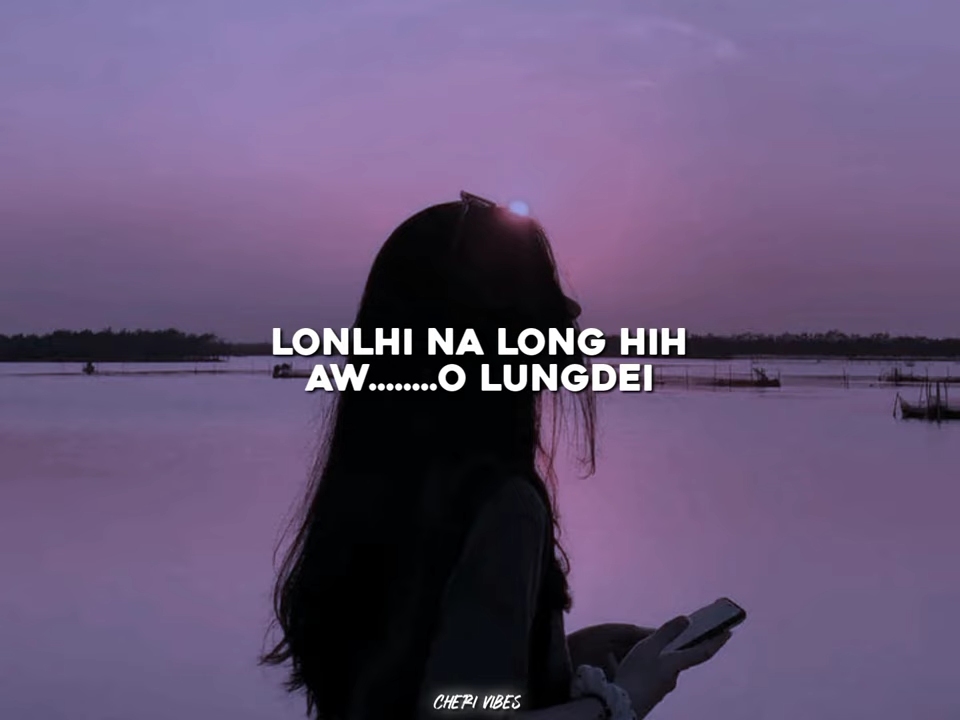 LONLHI NA LONG HIH
AW........O LUNGDEI
CHERI VIBES